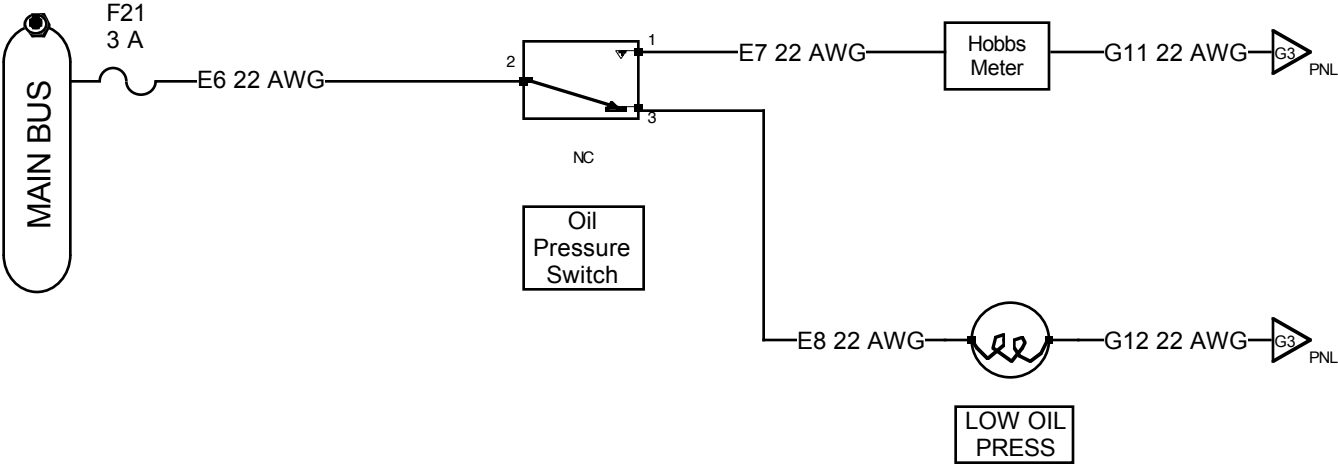 F21
3 A
MAIN BUS
E6 22 AWG
2
1
3
NC
Oil
Pressure
Switch
E7 22 AWG
Hobbs
Meter
G11 22 AWG
G3
PNL
E8 22 AWG
G12 22 AWG
G3
PNL
LOW OIL
PRESS